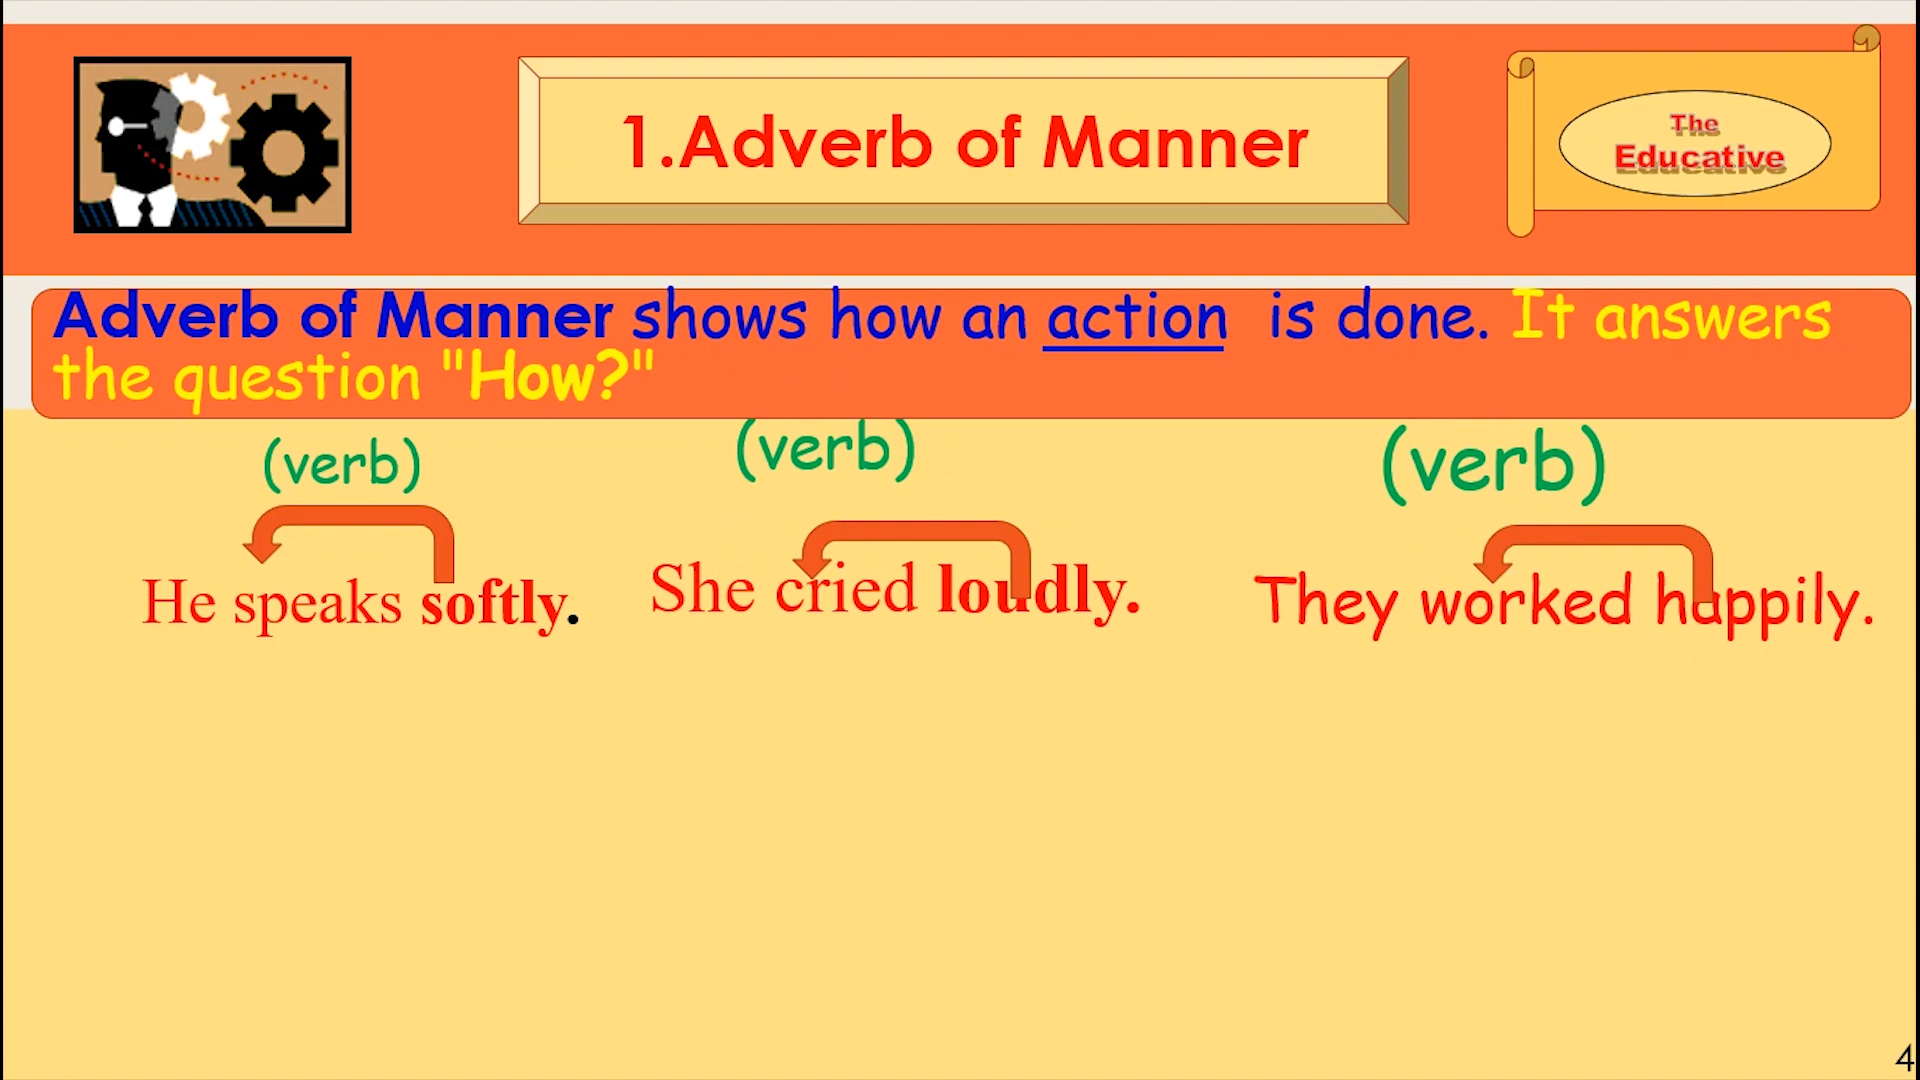 1.Adverb of Manner
The
Educative
Adverb of Manner shows how an action is done. It answers
the question "How?"
(verb)
(verb)
(verb)
He speaks softly.
She cried loudly.
They worked happily.
4